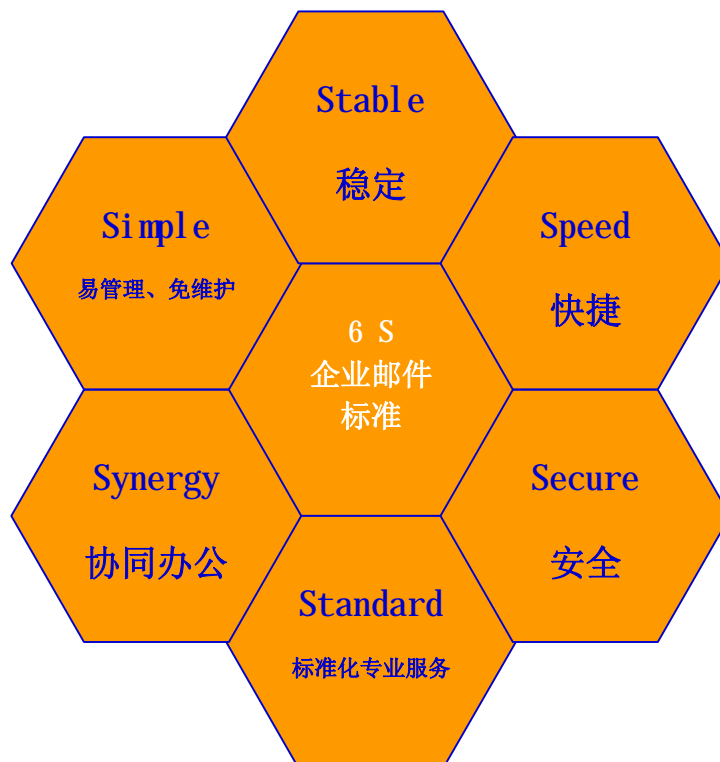 Stable
稳定
Simple
易管理、免维护
Speed
快捷
6 S
企业邮件
标准
Synergy
协同办公
Secure
安全
Standard
标准化专业服务